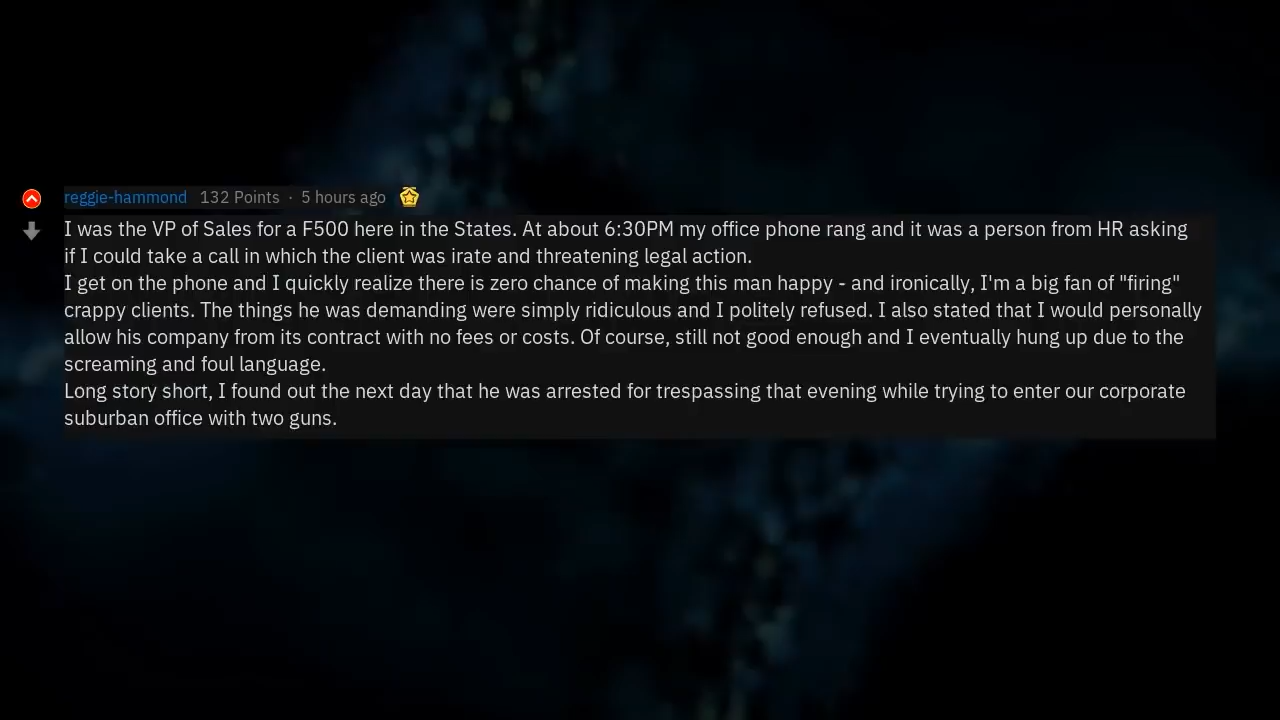 reggie-hammond 132 Points · 5 hours ago
I was the VP of Sales for a F500 here in the States. At about 6:30PM my office phone rang and it was a person from HR asking
if I could take a call in which the client was irate and threatening legal action.
I get on the phone and I quickly realize there is zero chance of making this man happy - and ironically, I'm a big fan of "firing"
crappy clients. The things he was demanding were simply ridiculous and I politely refused. I also stated that I would personally
allow his company from its contract with no fees or costs. Of course, still not good enough and I eventually hung up due to the
screaming and foul language.
Long story short, I found out the next day that he was arrested for trespassing that evening while trying to enter our corporate
suburban office with two guns.